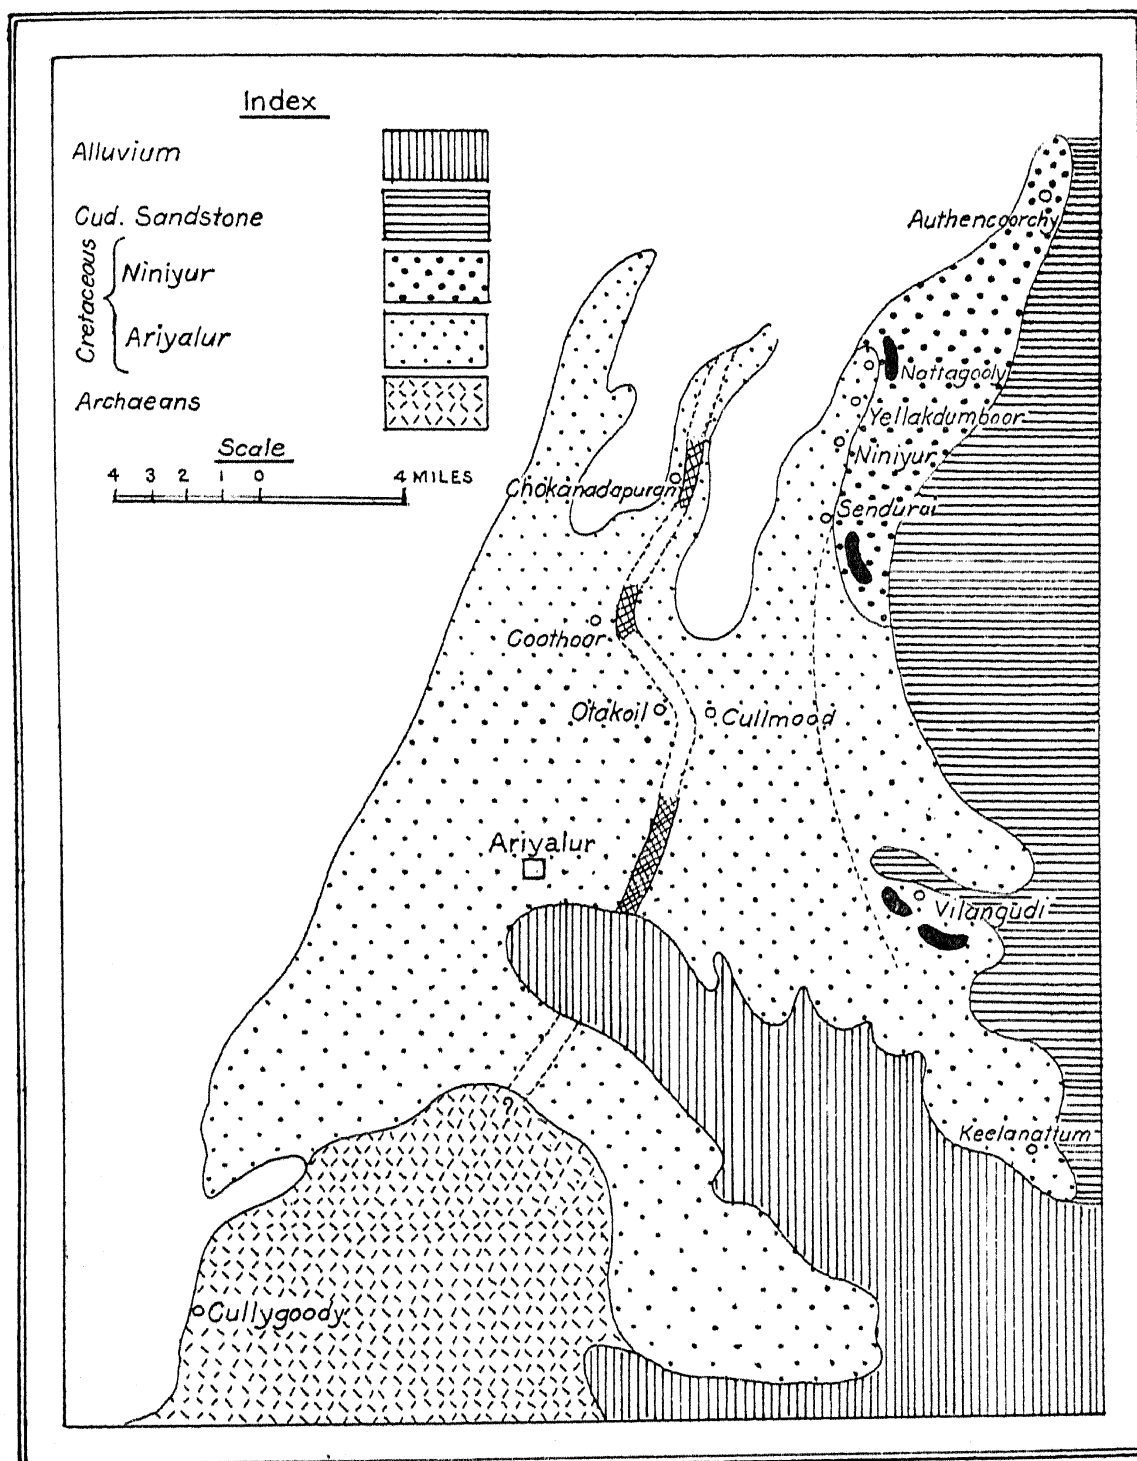 Index
Alluvium
Cud. Sandstone
Cretaceous
Niniyur
Ariyalur
Archaeans
Scale
4 3 2 1 0 4 MILES
Authencoorchy
Nattagooly
Yellakdumboor
Niniyur
Chokanadapuram
Sendurai
Coothoor
Otakoil
Cullmood
Ariyalur
Vilangudi
?
Keelanattum
Cullygoody